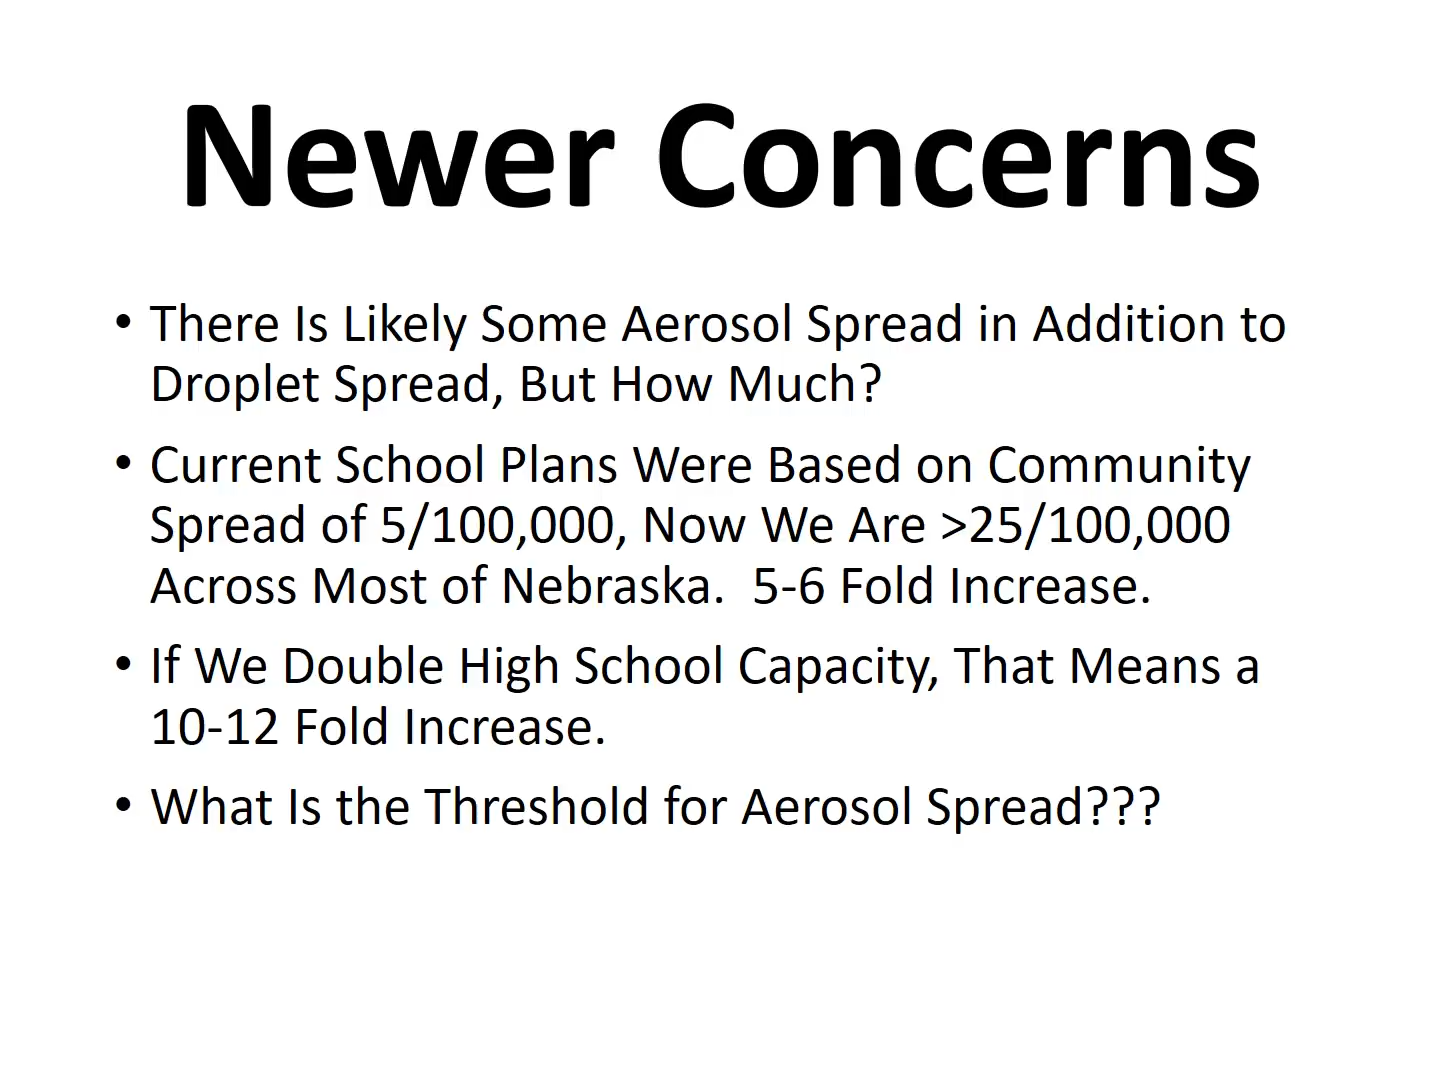 Newer Concerns
• There Is Likely Some Aerosol Spread in Addition to
Droplet Spread, But How Much?
• Current School Plans Were Based on Community
Spread of 5/100,000, Now We Are >25/100,000
Across Most of Nebraska.  5-6 Fold Increase.
• If We Double High School Capacity, That Means a
10-12 Fold Increase.
• What Is the Threshold for Aerosol Spread???